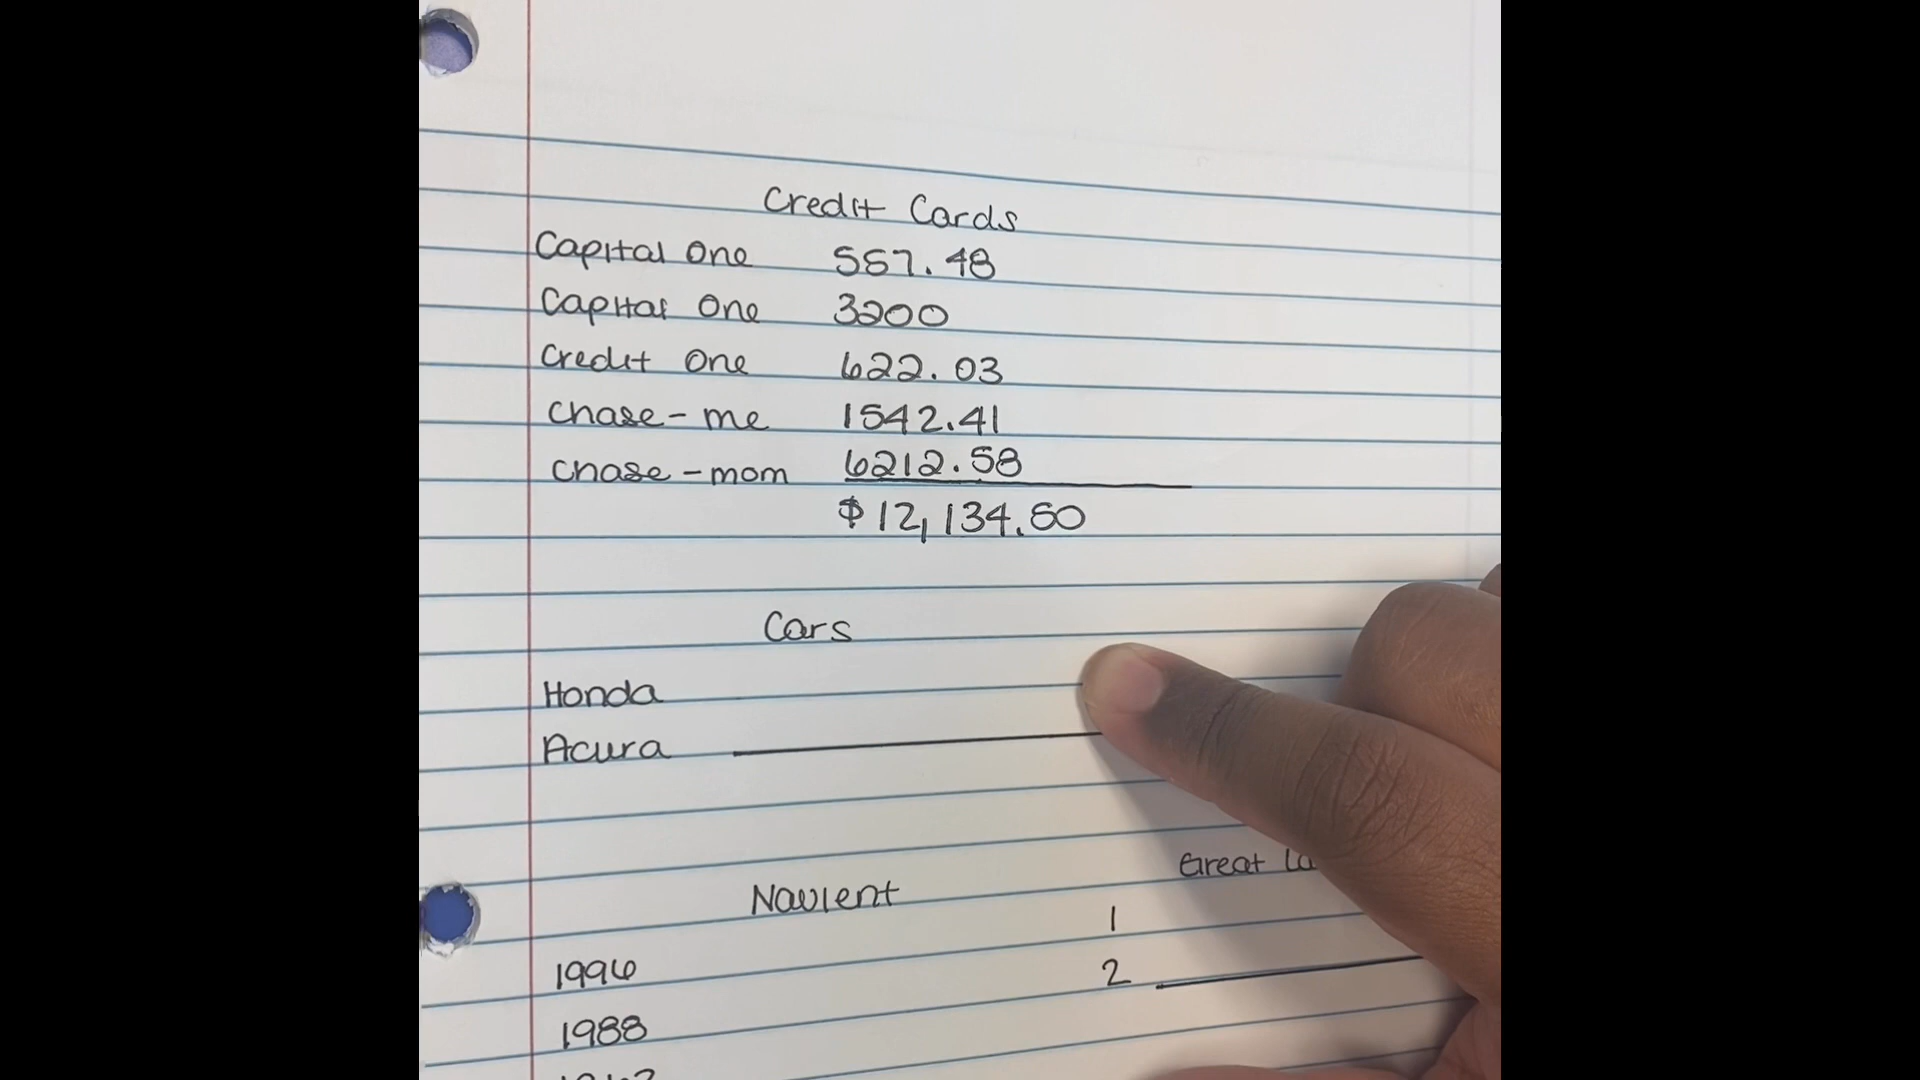 Credit Cards
Capital One 557.48
Capital One 3200
Credit One 622.03
Chase - me 1542.41
Chase - mom 6212.58
$12,134.50
Cars
Honda
Acura
Great
Navient
1
1996
2
1988